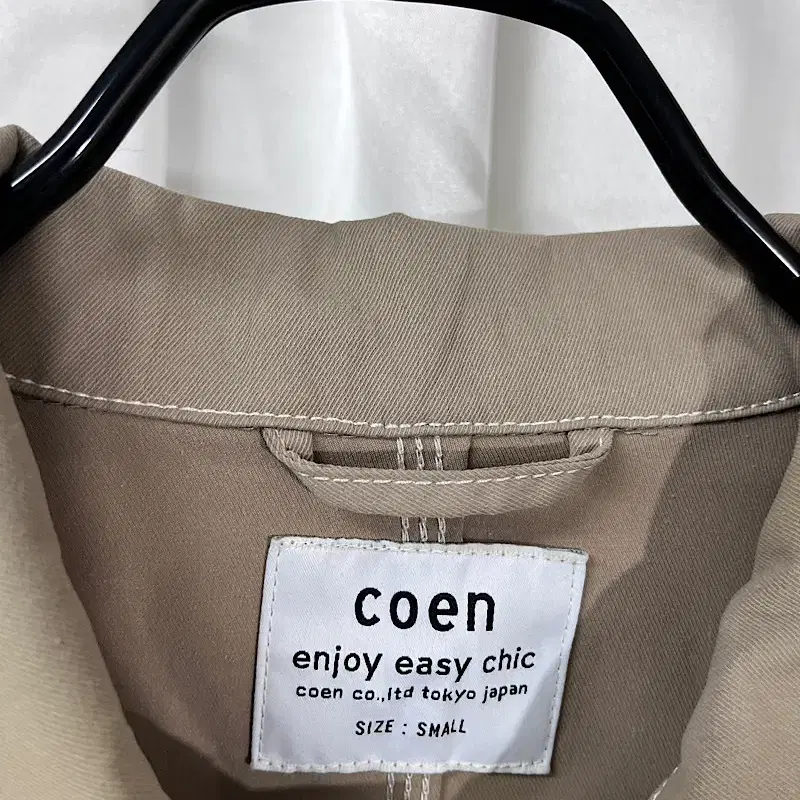 coen
enjoy easy chic
coen co.,ltd tokyo japan
SIZE : SMALL